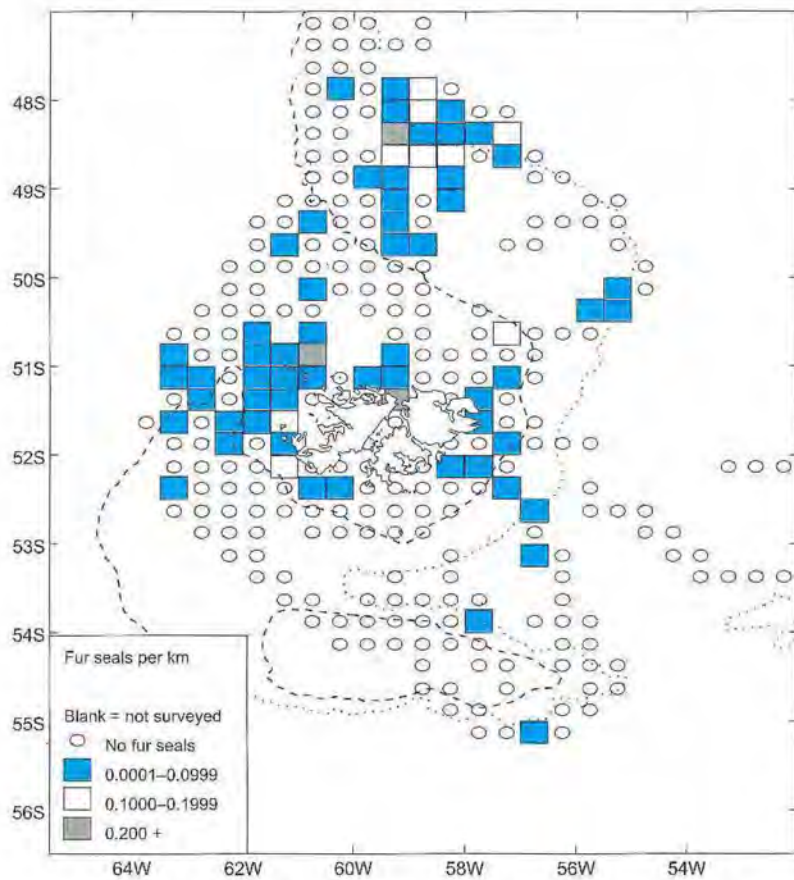 48S
49S
50S
51S
52S
53S
54S
55S
56S
Fur seals per km
Blank = not surveyed
No fur seals
0.0001–0.0999
0.1000–0.1999
0.200 +
64W 62W 60W 58W 56W 54W